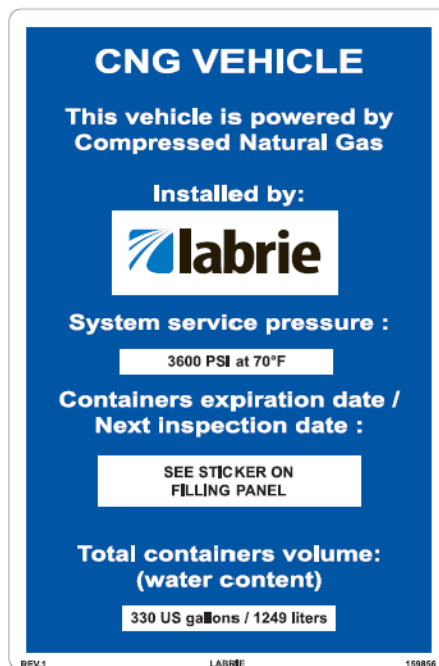 CNG VEHICLE
This vehicle is powered by
Compressed Natural Gas
Installed by:
labrie
System service pressure :
3600 PSI at 70°F
Containers expiration date /
Next inspection date :
SEE STICKER ON
FILLING PANEL
Total containers volume:
(water content)
330 US gallons / 1249 liters
REV.1 LABRIE 159856